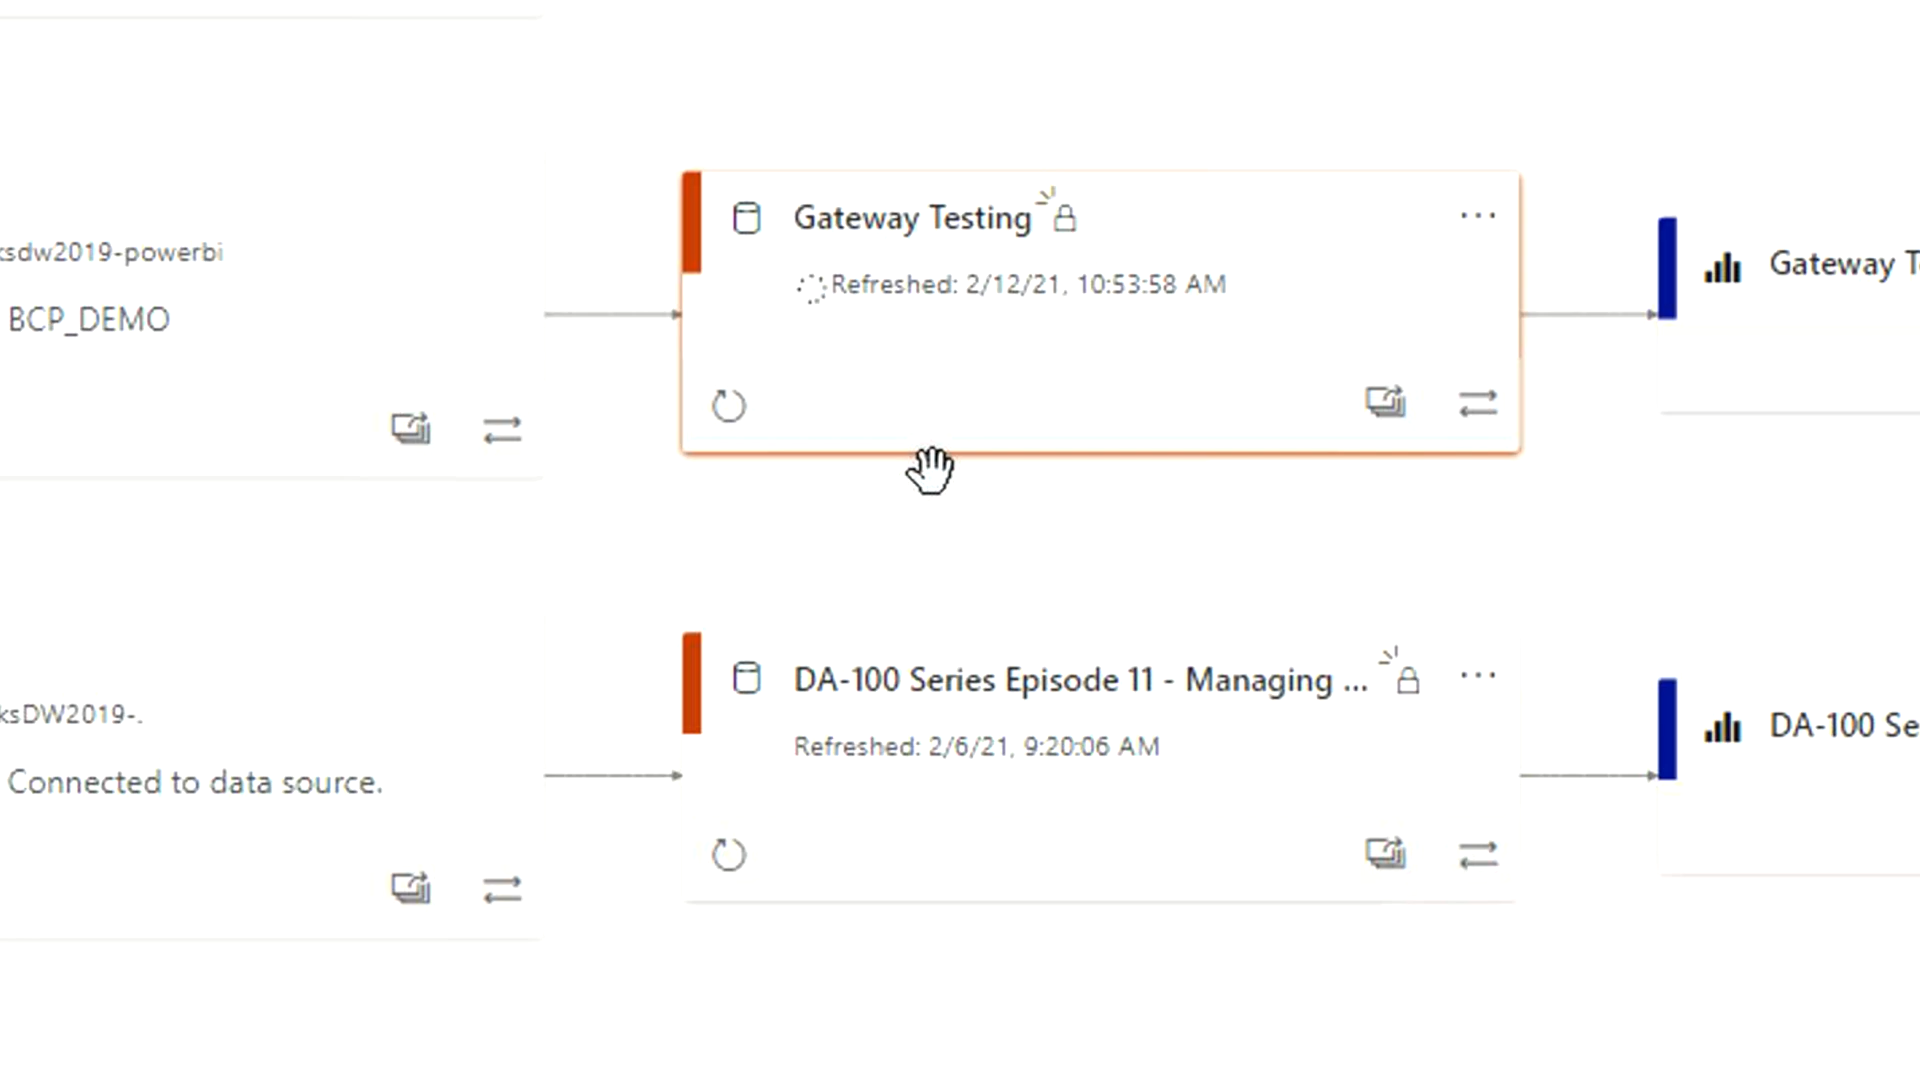 Gateway Testing
Refreshed: 2/12/21, 10:53:58 AM
sdw2019-powerbi
BCP_DEMO
Gateway T
DA-100 Series Episode 11 - Managing ...
Refreshed: 2/6/21, 9:20:06 AM
ksDW2019-.
Connected to data source.
DA-100 Se